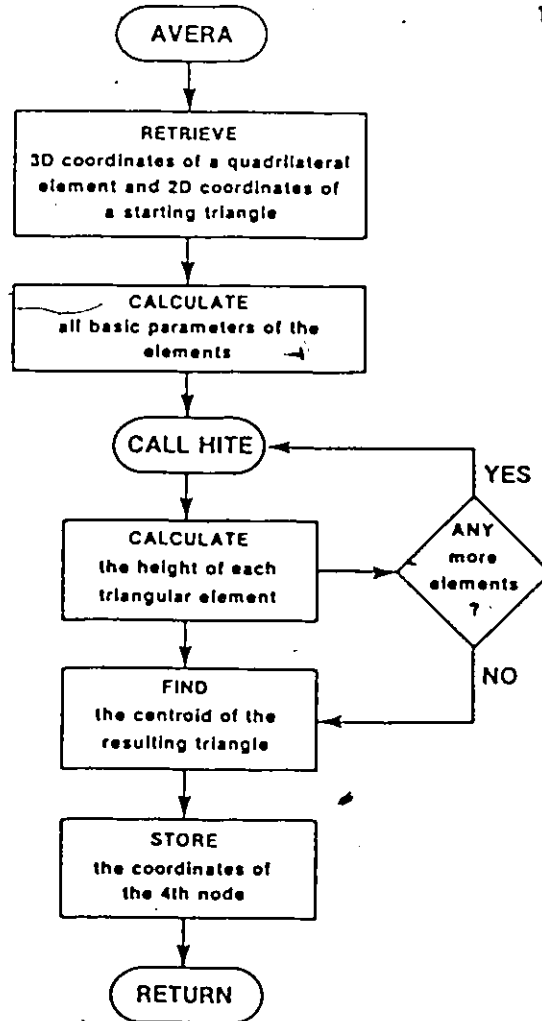 AVERA
RETRIEVE
3D coordinates of a quadrilateral
element and 2D coordinates of
a starting triangle
CALCULATE
all basic parameters of the
elements
CALL HITE
YES
CALCULATE
the height of each
triangular element
ANY
more
elements
?
NO
FIND
the centroid of the
resulting triangle
STORE
the coordinates of
the 4th node
RETURN